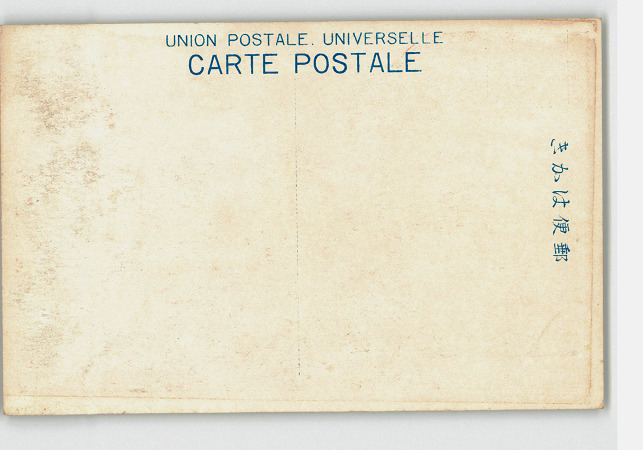 UNION POSTALE. UNIVERSELLE
CARTE POSTALE
きかは便郵